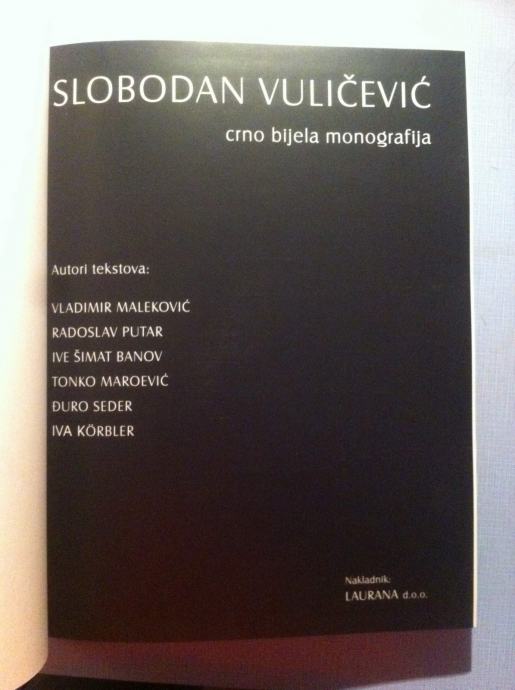 SLOBODAN VULIČEVIĆ
crno bijela monografija
Autori tekstova:
VLADIMIR MALEKOVIĆ
RADOSLAV PUTAR
IVE ŠIMAT BANOV
TONKO MAROEVIĆ
ĐURO SEDER
IVA KÖRBLER
Nakladnik:
LAURANA d.o.o.